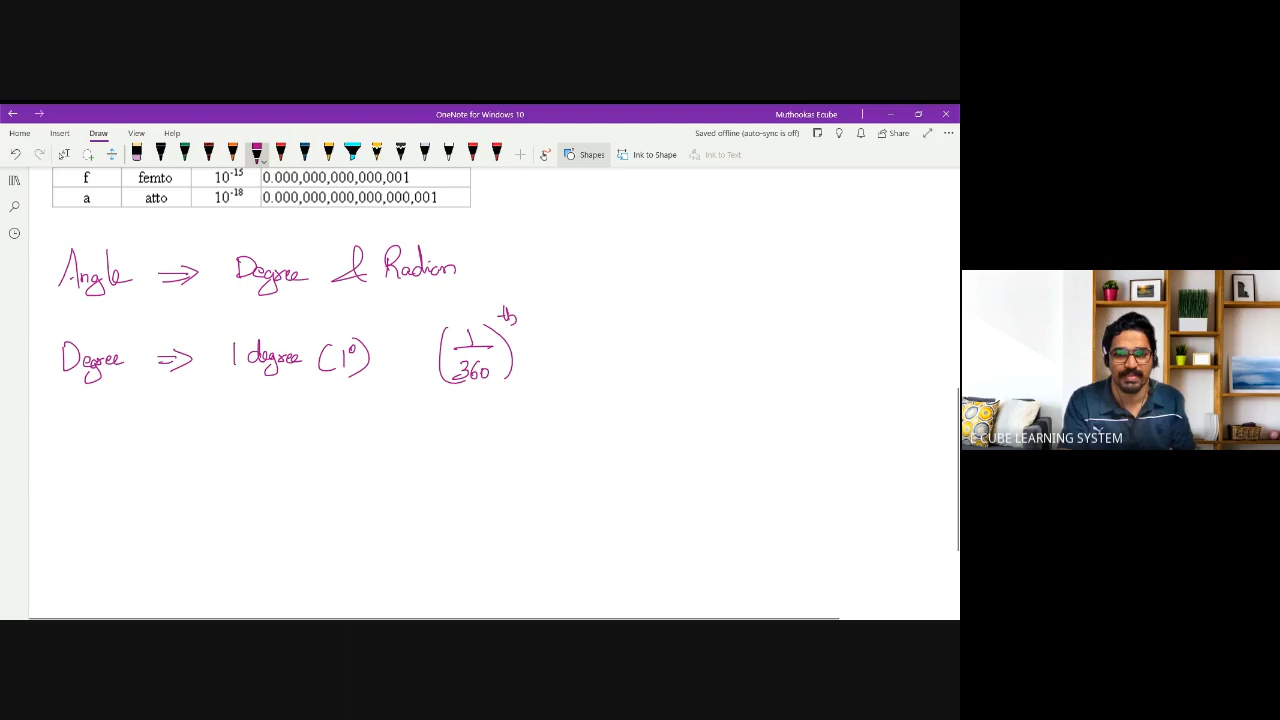 OneNote for Windows 10
Muthookas Ecube
Home Insert Draw View Help
Saved offline (auto-sync is off) Share
Shapes Ink to Shape Ink to Text
f femto 10^-15 0.000,000,000,000,001
a atto 10^-18 0.000,000,000,000,000,001
Angle ⇒ Degree & Radian
Degree ⇒ 1 degree (1°) (1/360)th
E CUBE LEARNING SYSTEM